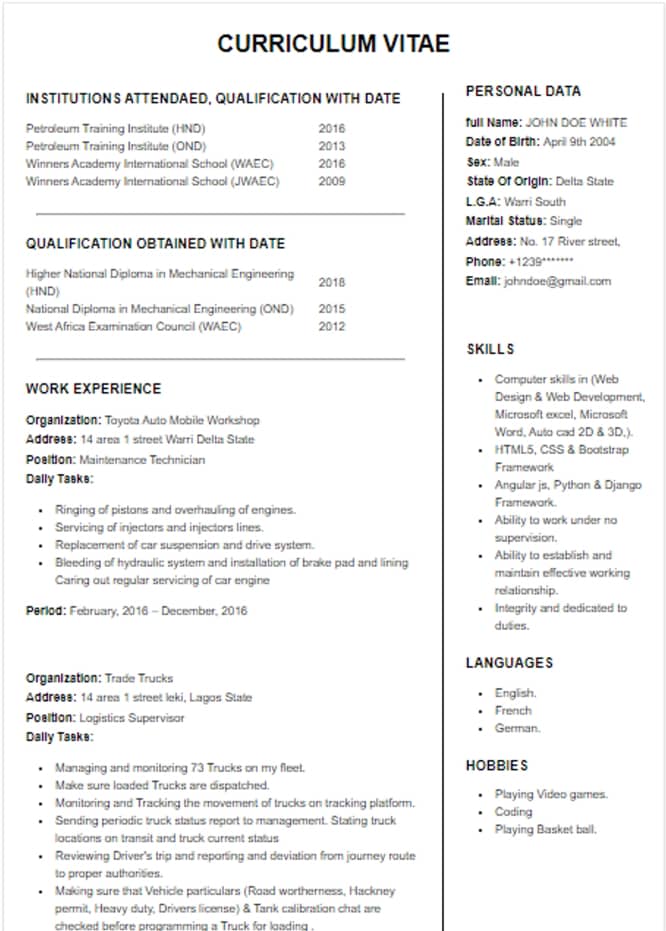 CURRICULUM VITAE
INSTITUTIONS ATTENDAED, QUALIFICATION WITH DATE
Petroleum Training Institute (HND) 2016
Petroleum Training Institute (OND) 2013
Winners Academy International School (WAEC) 2016
Winners Academy International School (JWAEC) 2009
QUALIFICATION OBTAINED WITH DATE
Higher National Diploma in Mechanical Engineering
(HND) 2018
National Diploma in Mechanical Engineering (OND) 2015
West Africa Examination Council (WAEC) 2012
WORK EXPERIENCE
Organization: Toyota Auto Mobile Workshop
Address: 14 area 1 street Warri Delta State
Position: Maintenance Technician
Daily Tasks:
• Ringing of pistons and overhauling of engines.
• Servicing of injectors and injectors lines.
• Replacement of car suspension and drive system.
• Bleeding of hydraulic system and installation of brake pad and lining
Caring out regular servicing of car engine
Period: February, 2016 – December, 2016
Organization: Trade Trucks
Address: 14 area 1 street leki, Lagos State
Position: Logistics Supervisor
Daily Tasks:
• Managing and monitoring 73 Trucks on my fleet.
• Make sure loaded Trucks are dispatched.
• Monitoring and Tracking the movement of trucks on tracking platform.
• Sending periodic truck status report to management. Stating truck
locations on transit and truck current status
• Reviewing Driver's trip and reporting and deviation from journey route
to proper authorities.
• Making sure that Vehicle particulars (Road wortherness, Hackney
permit, Heavy duty, Drivers license) & Tank calibration chat are
checked before programming a Truck for loading .
PERSONAL DATA
full Name: JOHN DOE WHITE
Date of Birth: April 9th 2004
Sex: Male
State Of Origin: Delta State
L.G.A: Warri South
Marital Status: Single
Address: No. 17 River street,
Phone: +1239*******
Email: johndoe@gmail.com
SKILLS
• Computer skills in (Web
Design & Web Development,
Microsoft excel, Microsoft
Word, Auto cad 2D & 3D,).
• HTML5, CSS & Bootstrap
Framework
• Angular js, Python & Django
Framework.
• Ability to work under no
supervision.
• Ability to establish and
maintain effective working
relationship.
• Integrity and dedicated to
duties.
LANGUAGES
• English.
• French
• German.
HOBBIES
• Playing Video games.
• Coding
• Playing Basket ball.